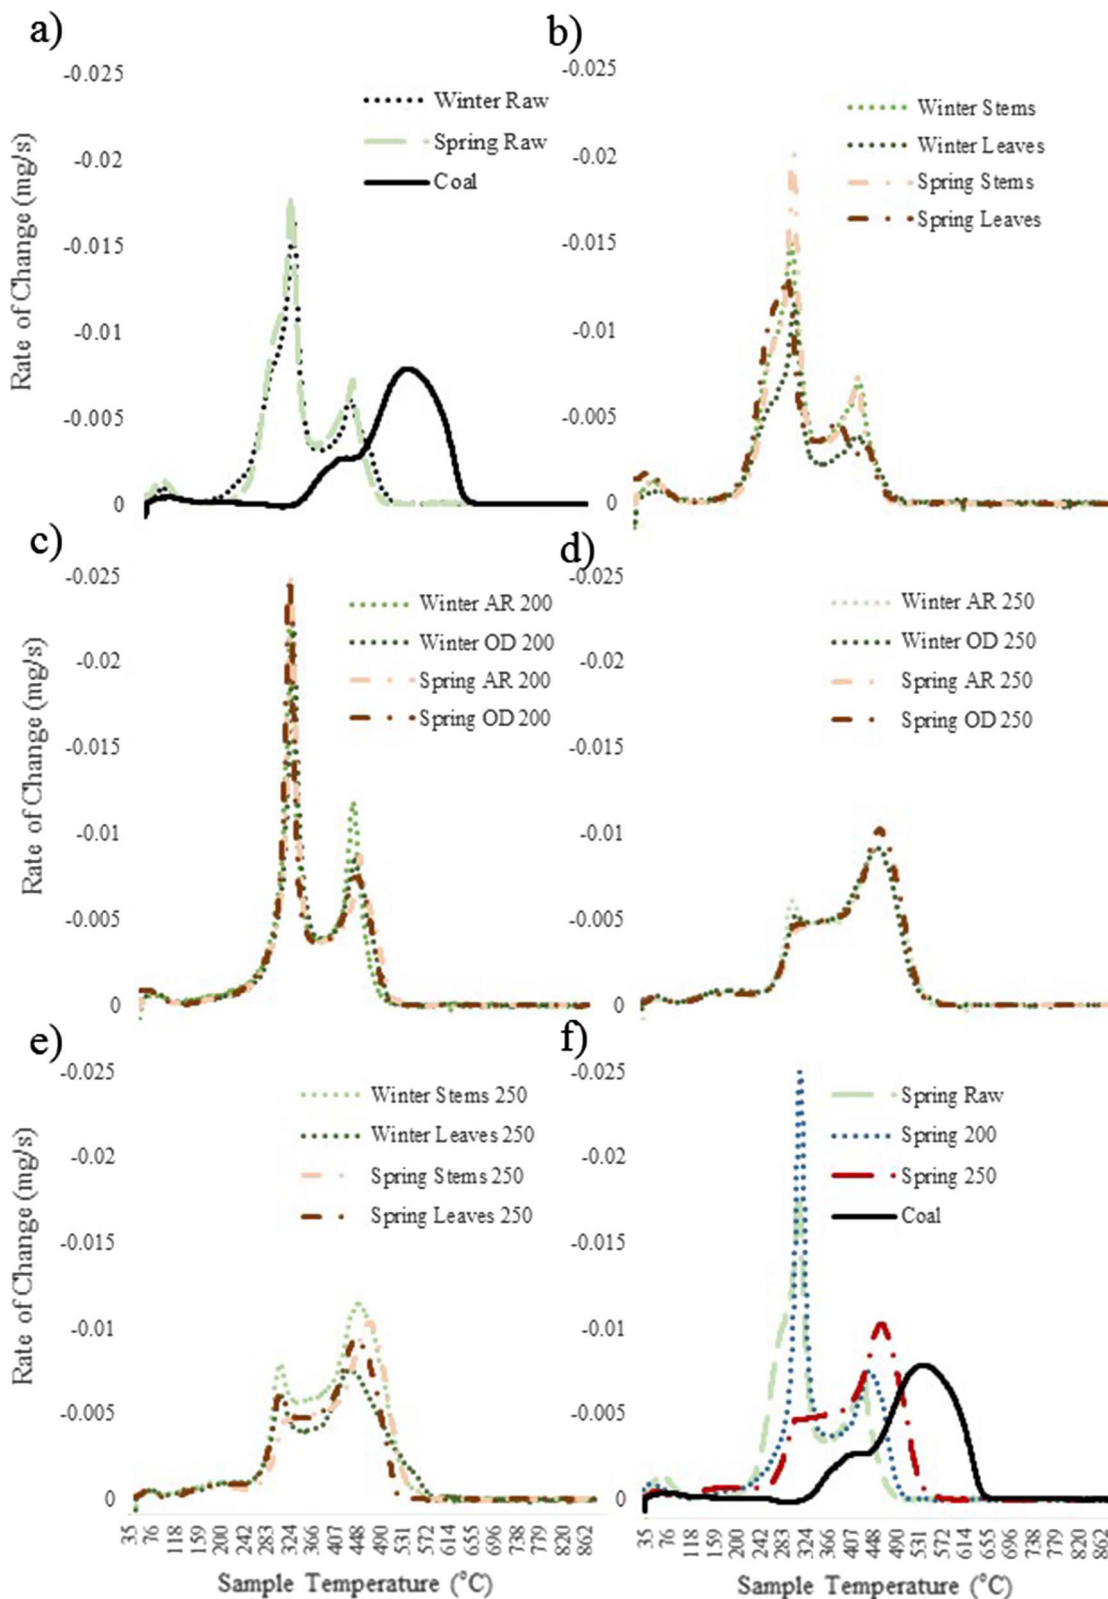 a)
-0.025
-0.02
-0.015
-0.01
-0.005
0
Rate of Change (mg/s)
Winter Raw
Spring Raw
Coal
b)
-0.025
-0.02
-0.015
-0.01
-0.005
0
Winter Stems
Winter Leaves
Spring Stems
Spring Leaves
c)
-0.025
-0.02
-0.015
-0.01
-0.005
0
Rate of Change (mg/s)
Winter AR 200
Winter OD 200
Spring AR 200
Spring OD 200
d)
-0.025
-0.02
-0.015
-0.01
-0.005
0
Winter AR 250
Winter OD 250
Spring AR 250
Spring OD 250
e)
-0.025
-0.02
-0.015
-0.01
-0.005
0
Rate of Change (mg/s)
Winter Stems 250
Winter Leaves 250
Spring Stems 250
Spring Leaves 250
35 76 118 159 200 242 283 324 366 407 448 490 531 572 614 655 696 738 779 820 862
Sample Temperature (°C)
f)
-0.025
-0.02
-0.015
-0.01
-0.005
0
Spring Raw
Spring 200
Spring 250
Coal
35 76 118 159 200 242 283 324 366 407 448 490 531 572 614 655 696 738 779 820 862
Sample Temperature (°C)